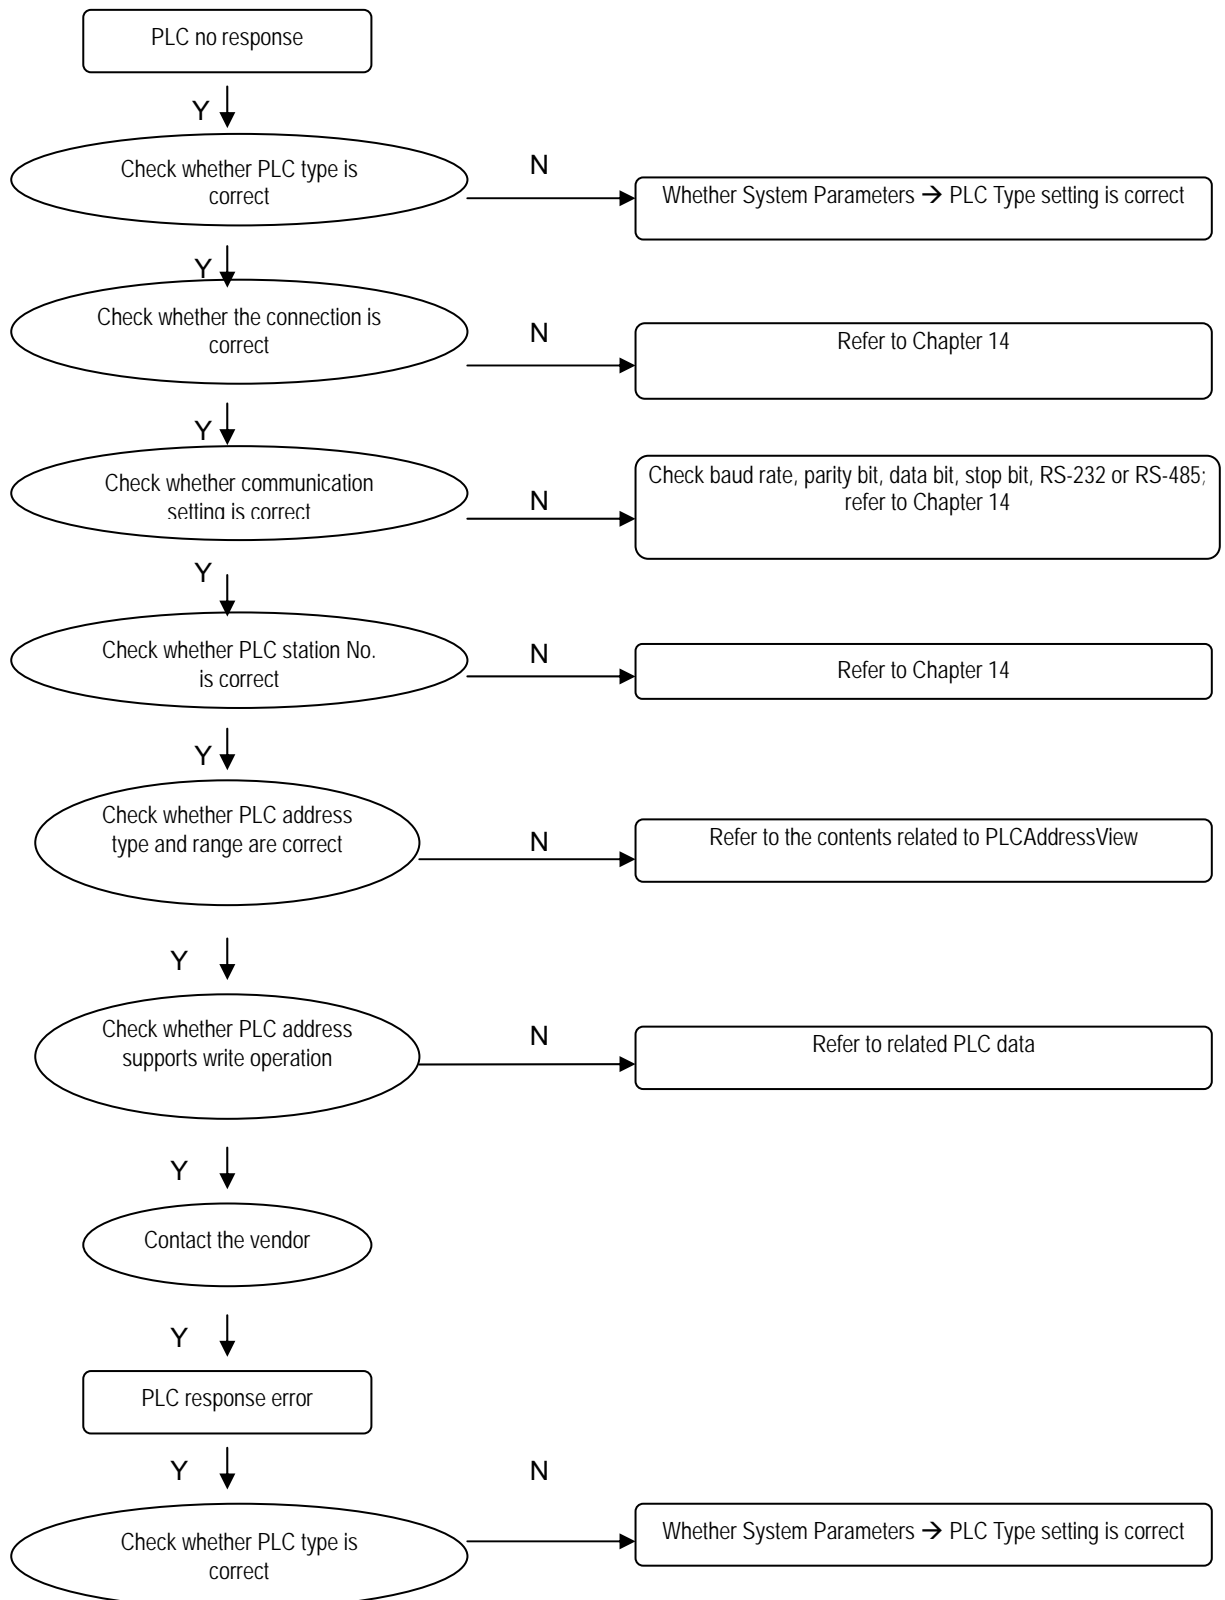 PLC no response
Y
Check whether PLC type is
correct
N
Whether System Parameters → PLC Type setting is correct
Y
Check whether the connection is
correct
N
Refer to Chapter 14
Y
Check whether communication
setting is correct
N
Check baud rate, parity bit, data bit, stop bit, RS-232 or RS-485;
refer to Chapter 14
Y
Check whether PLC station No.
is correct
N
Refer to Chapter 14
Y
Check whether PLC address
type and range are correct
N
Refer to the contents related to PLCAddressView
Y
Check whether PLC address
supports write operation
N
Refer to related PLC data
Y
Contact the vendor
Y
PLC response error
Y
N
Check whether PLC type is
correct
Whether System Parameters → PLC Type setting is correct